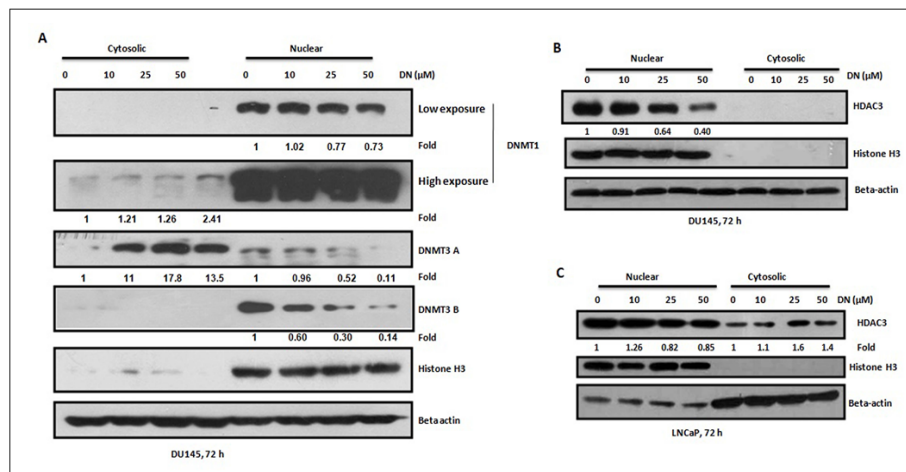 A
Cytosolic Nuclear
0 10 25 50 0 10 25 50 DN (µM)
Low exposure
Fold 1 1.02 0.77 0.73
DNMT1
High exposure
1 1.21 1.26 2.41 Fold
DNMT3 A
1 11 17.8 13.5 1 0.96 0.52 0.11 Fold
DNMT3 B
1 0.60 0.30 0.14 Fold
Histone H3
Beta actin
DU145, 72 h
B
Nuclear Cytosolic
0 10 25 50 0 10 25 50 DN (µM)
HDAC3
1 0.91 0.64 0.40
Histone H3
Beta-actin
DU145, 72 h
C
Nuclear Cytosolic
0 10 25 50 0 10 25 50 DN (µM)
HDAC3
1 1.26 0.82 0.85 1 1.1 1.6 1.4 Fold
Histone H3
Beta-actin
LNCaP, 72 h